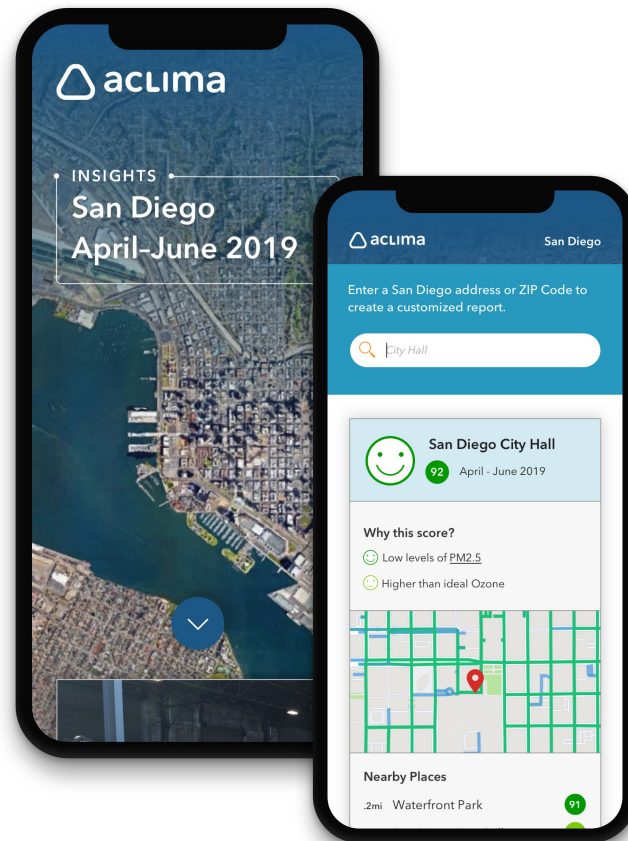 aclima
INSIGHTS
San Diego
April–June 2019
aclima
San Diego
Enter a San Diego address or ZIP Code to
create a customized report.
City Hall
San Diego City Hall
92 April - June 2019
Why this score?
Low levels of PM2.5
Higher than ideal Ozone
Nearby Places
.2mi Waterfront Park 91